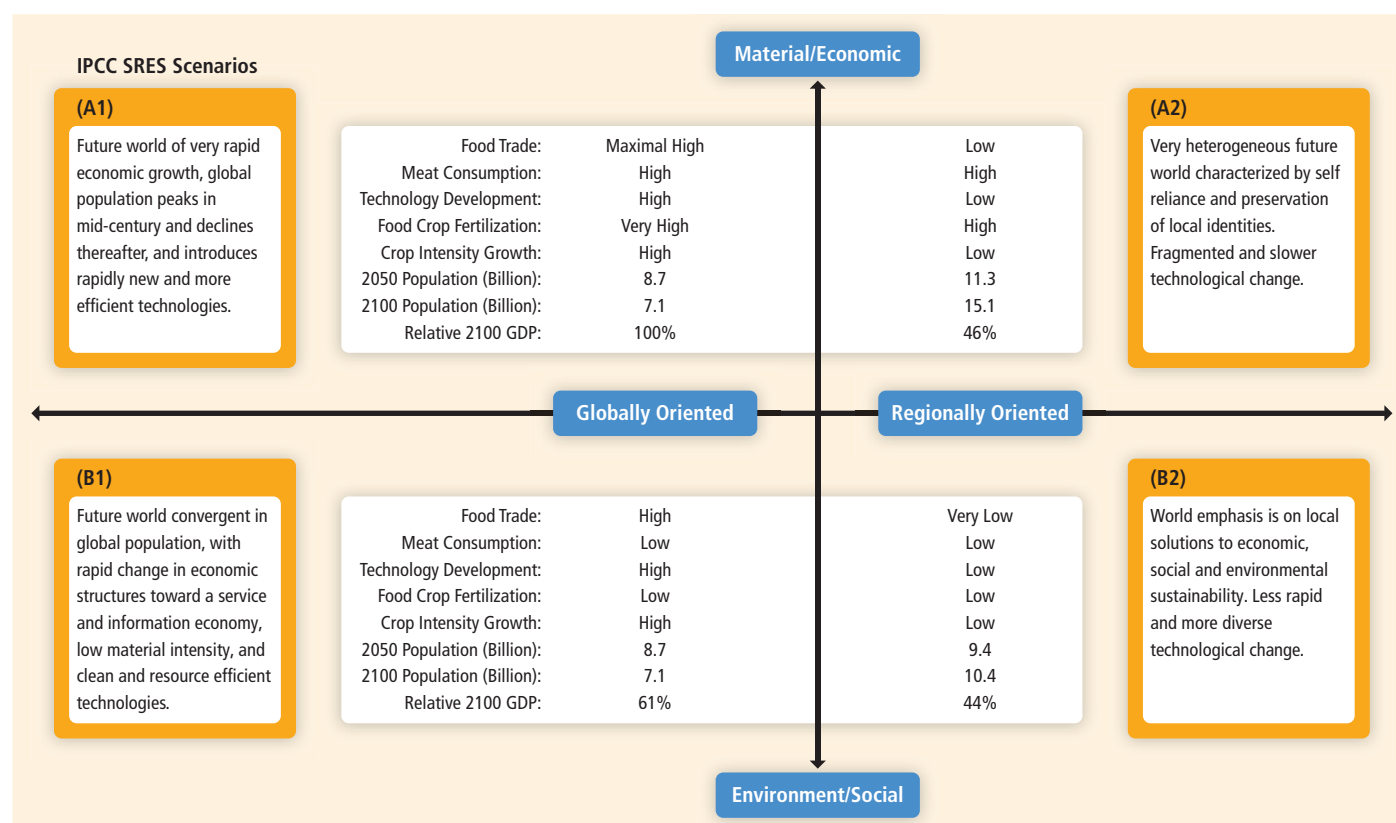 Material/Economic
IPCC SRES Scenarios
(A1)
Future world of very rapid
economic growth, global
population peaks in
mid-century and declines
thereafter, and introduces
rapidly new and more
efficient technologies.
Food Trade: Maximal High Low
Meat Consumption: High High
Technology Development: High Low
Food Crop Fertilization: Very High High
Crop Intensity Growth: High Low
2050 Population (Billion): 8.7 11.3
2100 Population (Billion): 7.1 15.1
Relative 2100 GDP: 100% 46%
(A2)
Very heterogeneous future
world characterized by self
reliance and preservation
of local identities.
Fragmented and slower
technological change.
Globally Oriented
Regionally Oriented
(B1)
Future world convergent in
global population, with
rapid change in economic
structures toward a service
and information economy,
low material intensity, and
clean and resource efficient
technologies.
Food Trade: High Very Low
Meat Consumption: Low Low
Technology Development: High Low
Food Crop Fertilization: Low Low
Crop Intensity Growth: High Low
2050 Population (Billion): 8.7 9.4
2100 Population (Billion): 7.1 10.4
Relative 2100 GDP: 61% 44%
(B2)
World emphasis is on local
solutions to economic,
social and environmental
sustainability. Less rapid
and more diverse
technological change.
Environment/Social